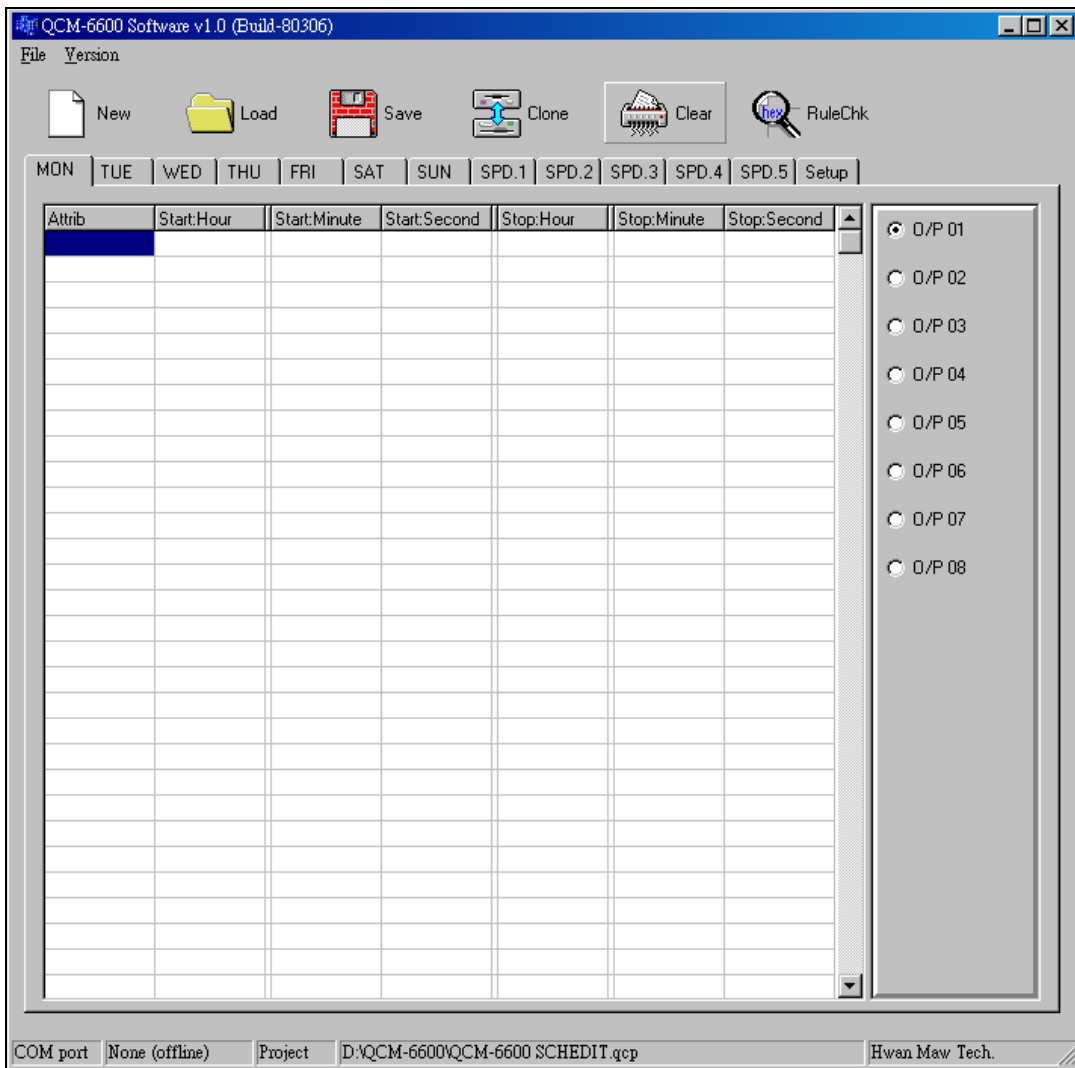 QCM-6600 Software v1.0 (Build-80306)
File Version
New Load Save Clone Clear hex RuleChk
MON TUE WED THU FRI SAT SUN SPD.1 SPD.2 SPD.3 SPD.4 SPD.5 Setup
Attrib Start:Hour Start:Minute Start:Second Stop:Hour Stop:Minute Stop:Second
O/P 01
O/P 02
O/P 03
O/P 04
O/P 05
O/P 06
O/P 07
O/P 08
COM port None (offline) Project D:\QCM-6600\QCM-6600 SCHEDIT.qcp Hwan Maw Tech.